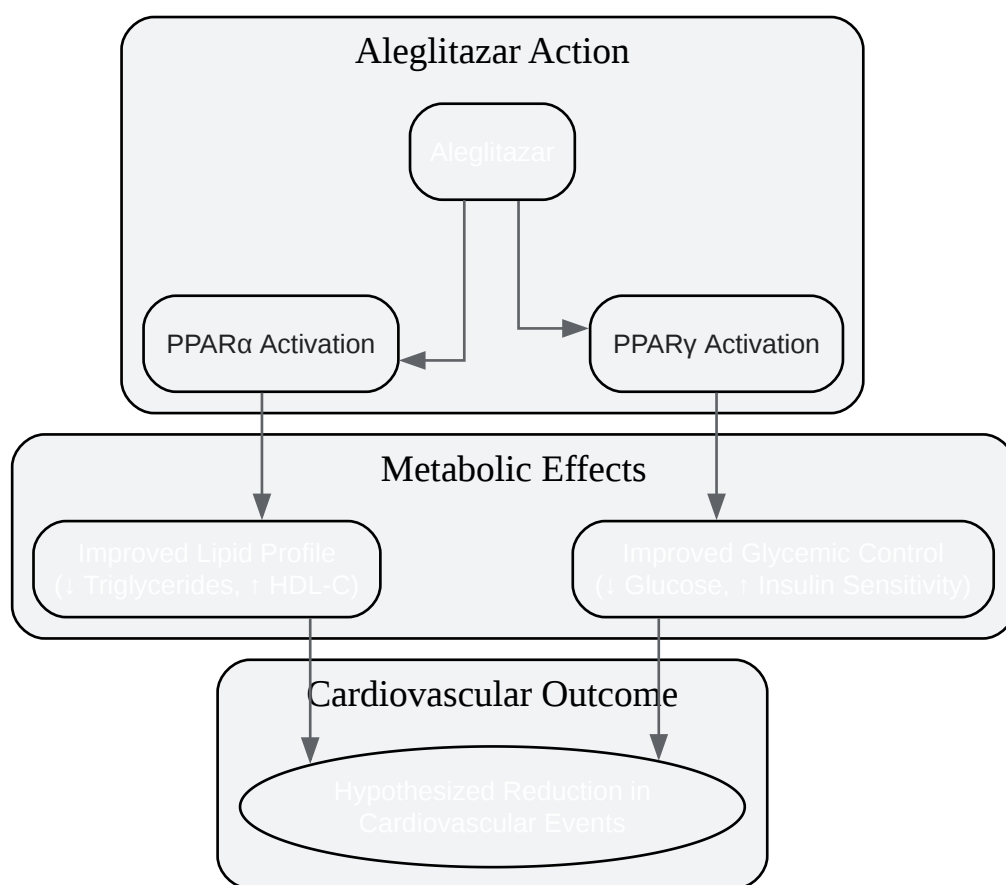 Aleglitazar Action
Aleglitazar
PPARα Activation
PPARγ Activation
Metabolic Effects
Improved Lipid Profile
(↓ Triglycerides, ↑ HDL-C)
Improved Glycemic Control
(↓ Glucose, ↑ Insulin Sensitivity)
Cardiovascular Outcome
Hypothesized Reduction in
Cardiovascular Events